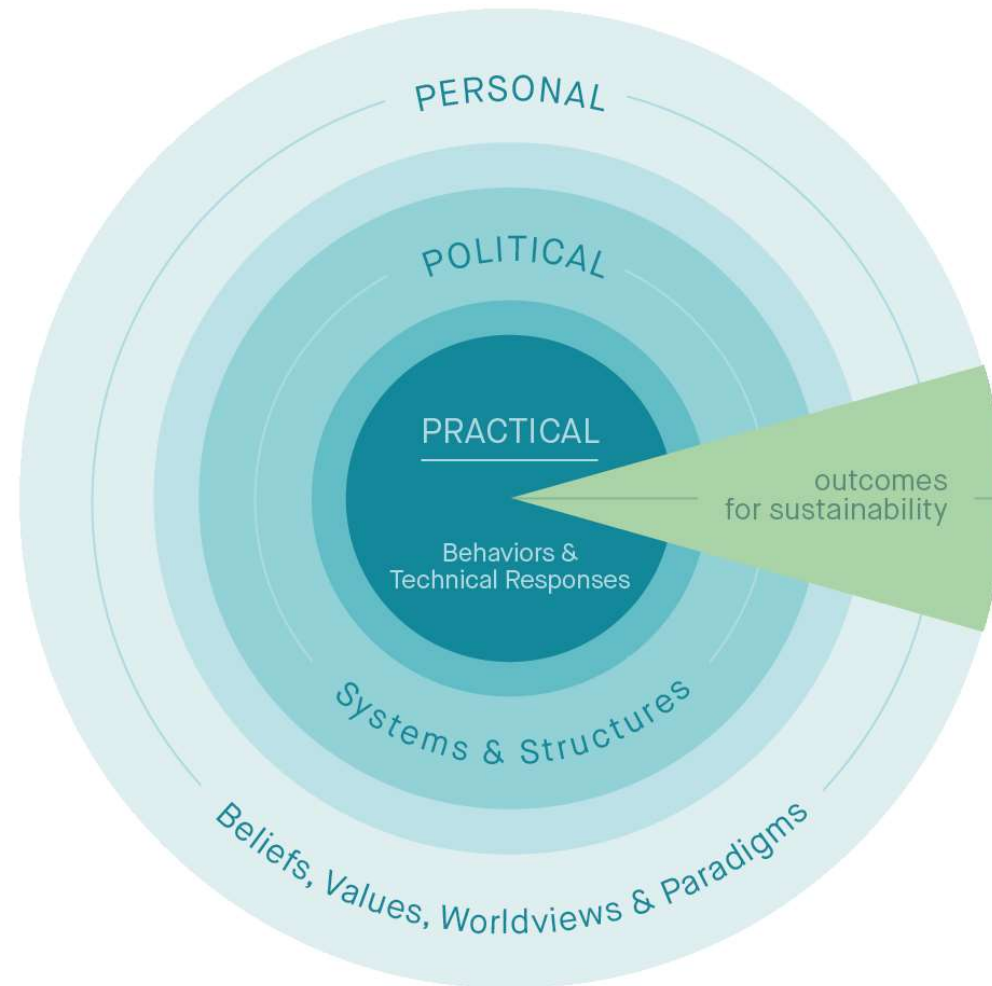 PERSONAL
POLITICAL
PRACTICAL
outcomes
for sustainability
Behaviors &
Technical Responses
Systems & Structures
Beliefs, Values, Worldviews & Paradigms